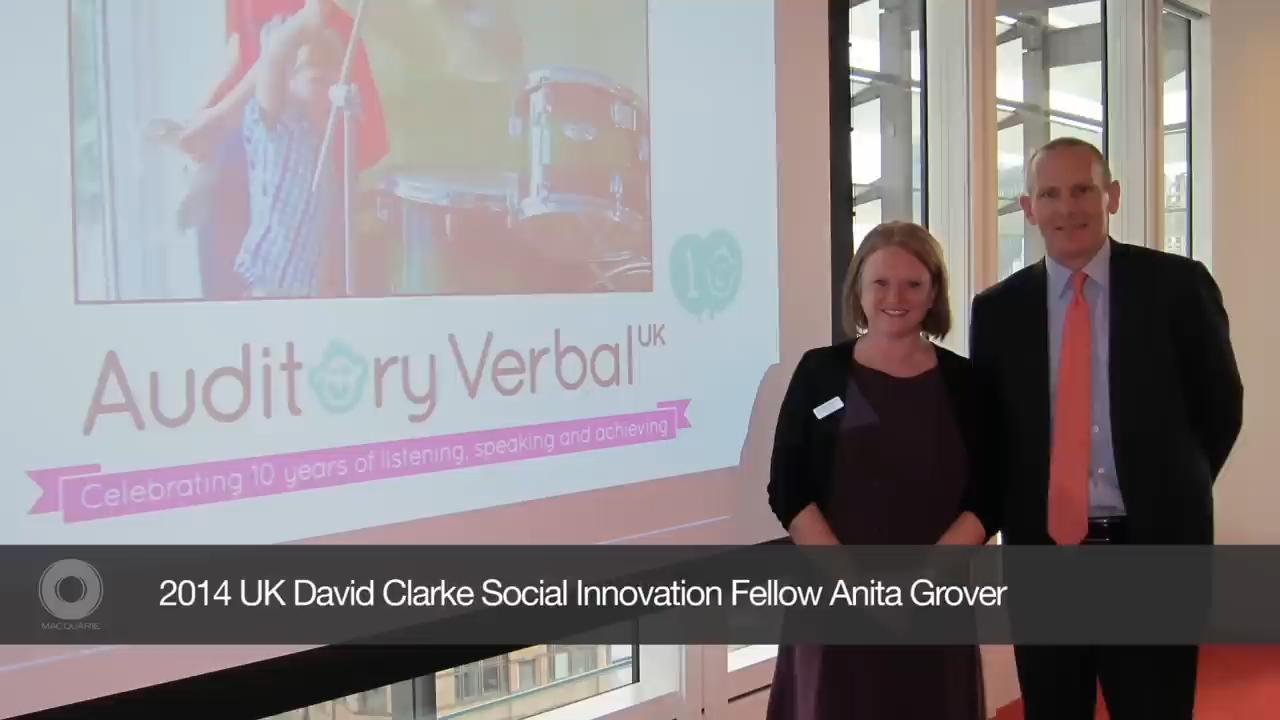 10
Auditory Verbal UK
Celebrating 10 years of listening, speaking and achieving
2014 UK David Clarke Social Innovation Fellow Anita Grover
MACQUARIE